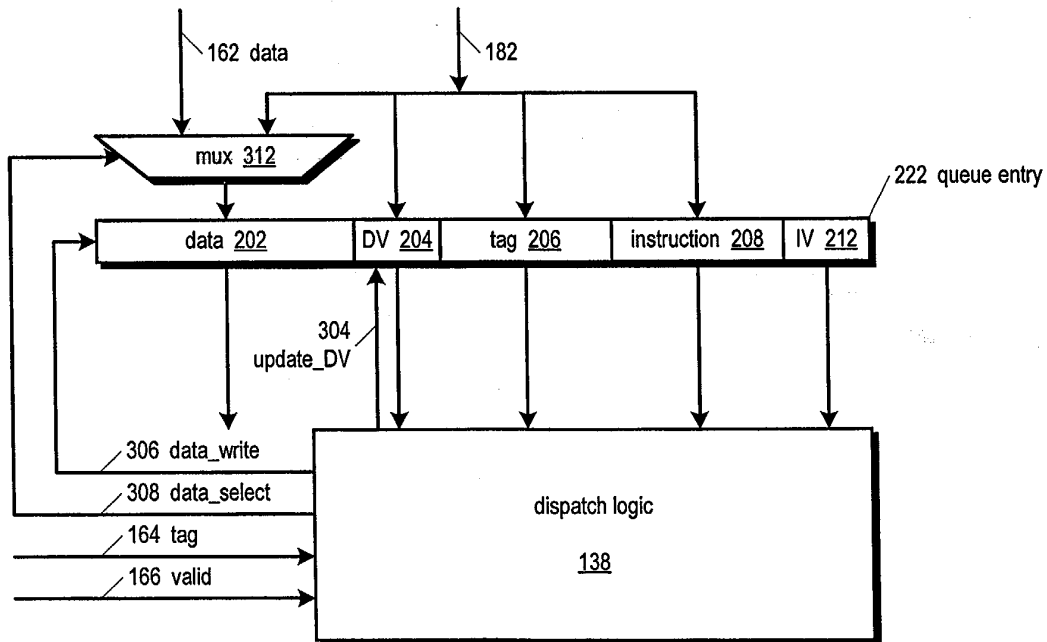 162 data
182
mux 312
222 queue entry
data 202
DV 204
tag 206
instruction 208
IV 212
304
update_DV
306 data_write
308 data_select
dispatch logic
164 tag
138
166 valid